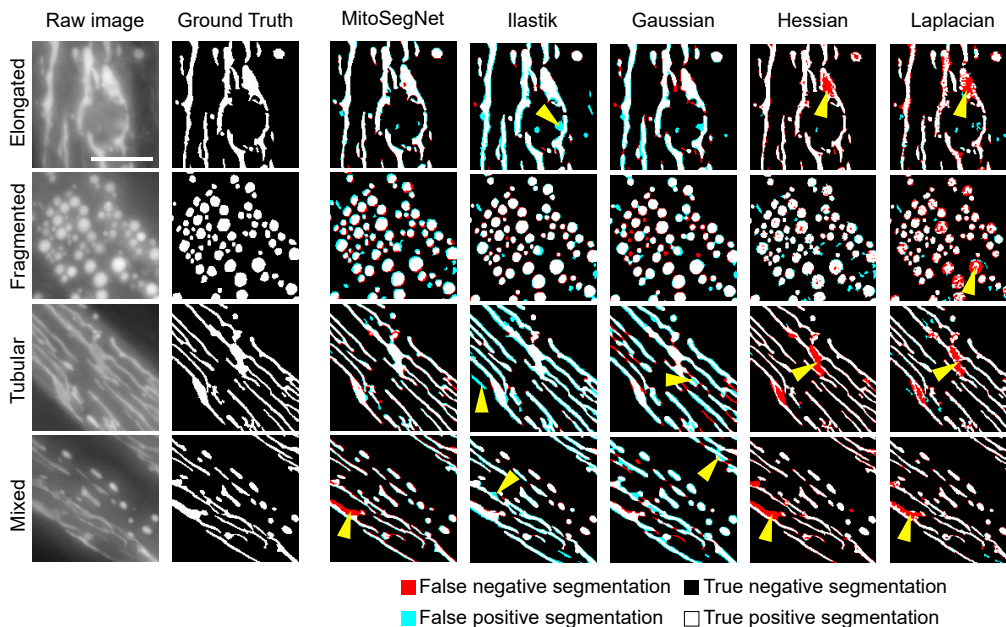 Raw image Ground Truth MitoSegNet Ilastik Gaussian Hessian Laplacian
Elongated
Fragmented
Tubular
Mixed
False negative segmentation True negative segmentation
False positive segmentation True positive segmentation